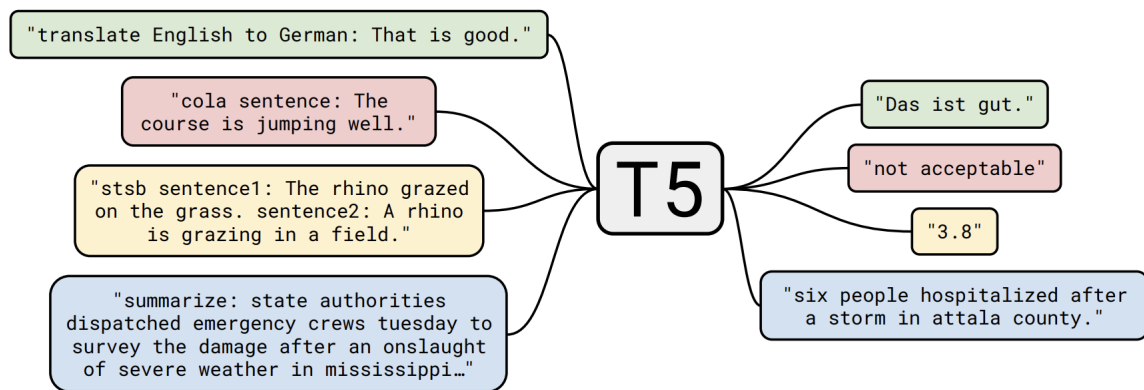 "translate English to German: That is good."
"cola sentence: The
course is jumping well."
"stsb sentence1: The rhino grazed
on the grass. sentence2: A rhino
is grazing in a field."
"summarize: state authorities
dispatched emergency crews tuesday to
survey the damage after an onslaught
of severe weather in mississippi…"
T5
"Das ist gut."
"not acceptable"
"3.8"
"six people hospitalized after
a storm in attala county."